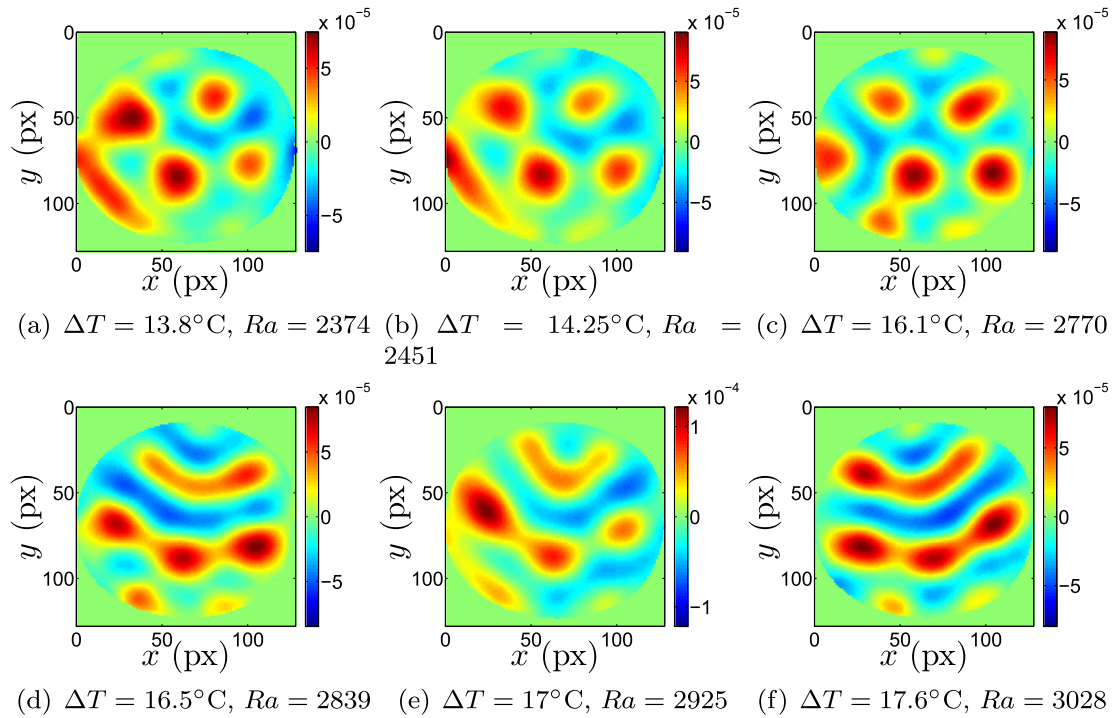 x 10⁻⁵ x 10⁻⁵ x 10⁻⁵
0 0 0
50 50 50
100 100 100
y (px) y (px) y (px)
5 0 −5 5 0 −5 5 0 −5
0 50 100 0 50 100 0 50 100
x (px) x (px) x (px)
(a) ΔT = 13.8°C, Ra = 2374 (b) ΔT = 14.25°C, Ra = (c) ΔT = 16.1°C, Ra = 2770
2451
x 10⁻⁵ x 10⁻⁴ x 10⁻⁵
0 0 0
50 50 50
100 100 100
y (px) y (px) y (px)
5 0 −5 1 0 −1 5 0 −5
0 50 100 0 50 100 0 50 100
x (px) x (px) x (px)
(d) ΔT = 16.5°C, Ra = 2839 (e) ΔT = 17°C, Ra = 2925 (f) ΔT = 17.6°C, Ra = 3028